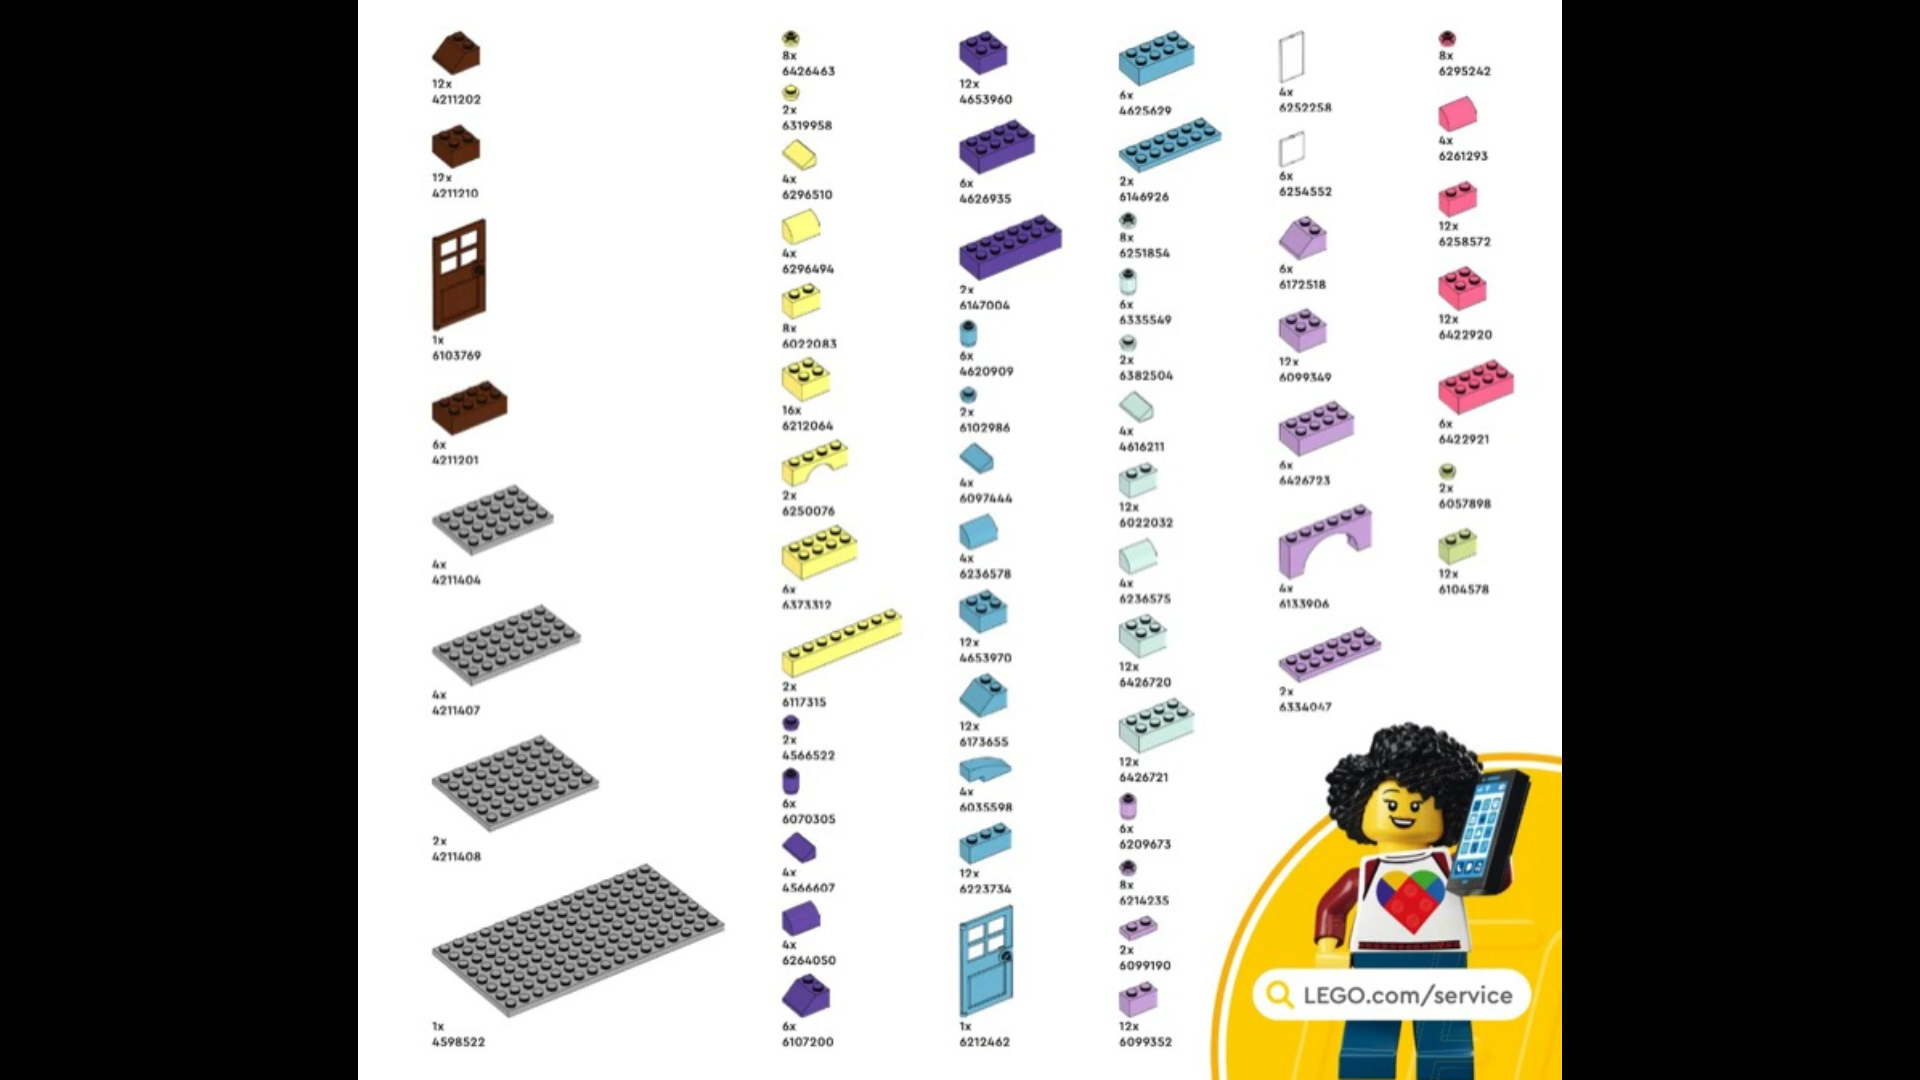 12x
4211202
12x
4211210
1x
6103769
6x
4211201
4x
4211404
4x
4211407
2x
4211408
1x
4598522
8x
6426463
2x
6319958
4x
6296510
4x
6296494
8x
6022083
16x
6212064
2x
6250076
6x
6373312
2x
6117315
2x
4566522
6x
6070305
4x
4566607
4x
6264050
6x
6107200
12x
4653960
6x
4626935
2x
6147004
6x
4620909
2x
6102986
4x
6097444
4x
6236578
12x
4653970
12x
6173655
4x
6035598
12x
6223734
1x
6212462
6x
4625629
2x
6146926
8x
6251854
6x
6335549
2x
6382504
4x
4616211
12x
6022032
4x
6236575
12x
6426720
12x
6426721
6x
6209673
8x
6214235
2x
6099190
12x
6099352
4x
6252258
6x
6254552
6x
6172518
12x
6099349
6x
6426723
4x
6133906
2x
6334047
8x
6295242
4x
6261293
12x
6258572
12x
6422920
6x
6422921
2x
6057898
12x
6104578
LEGO.com/service